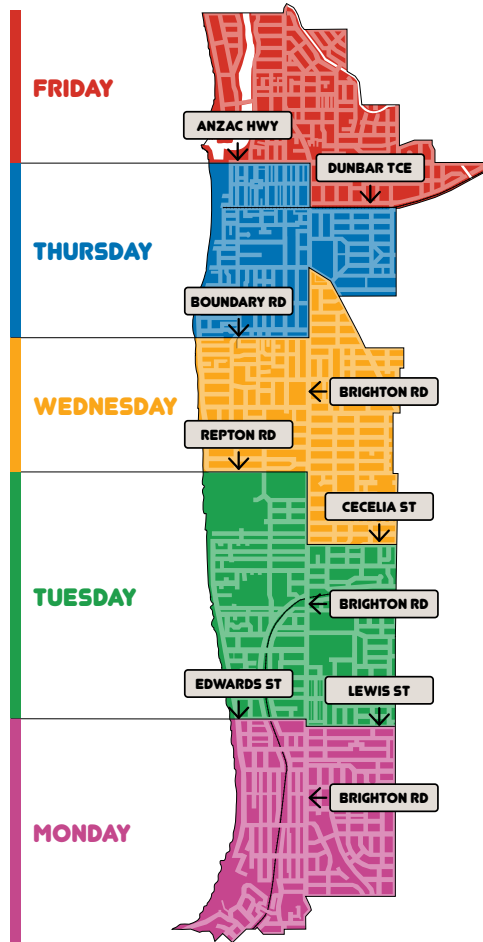 FRIDAY
ANZAC HWY
DUNBAR TCE
THURSDAY
BOUNDARY RD
WEDNESDAY
BRIGHTON RD
REPTON RD
CECELIA ST
TUESDAY
BRIGHTON RD
EDWARDS ST
LEWIS ST
BRIGHTON RD
MONDAY